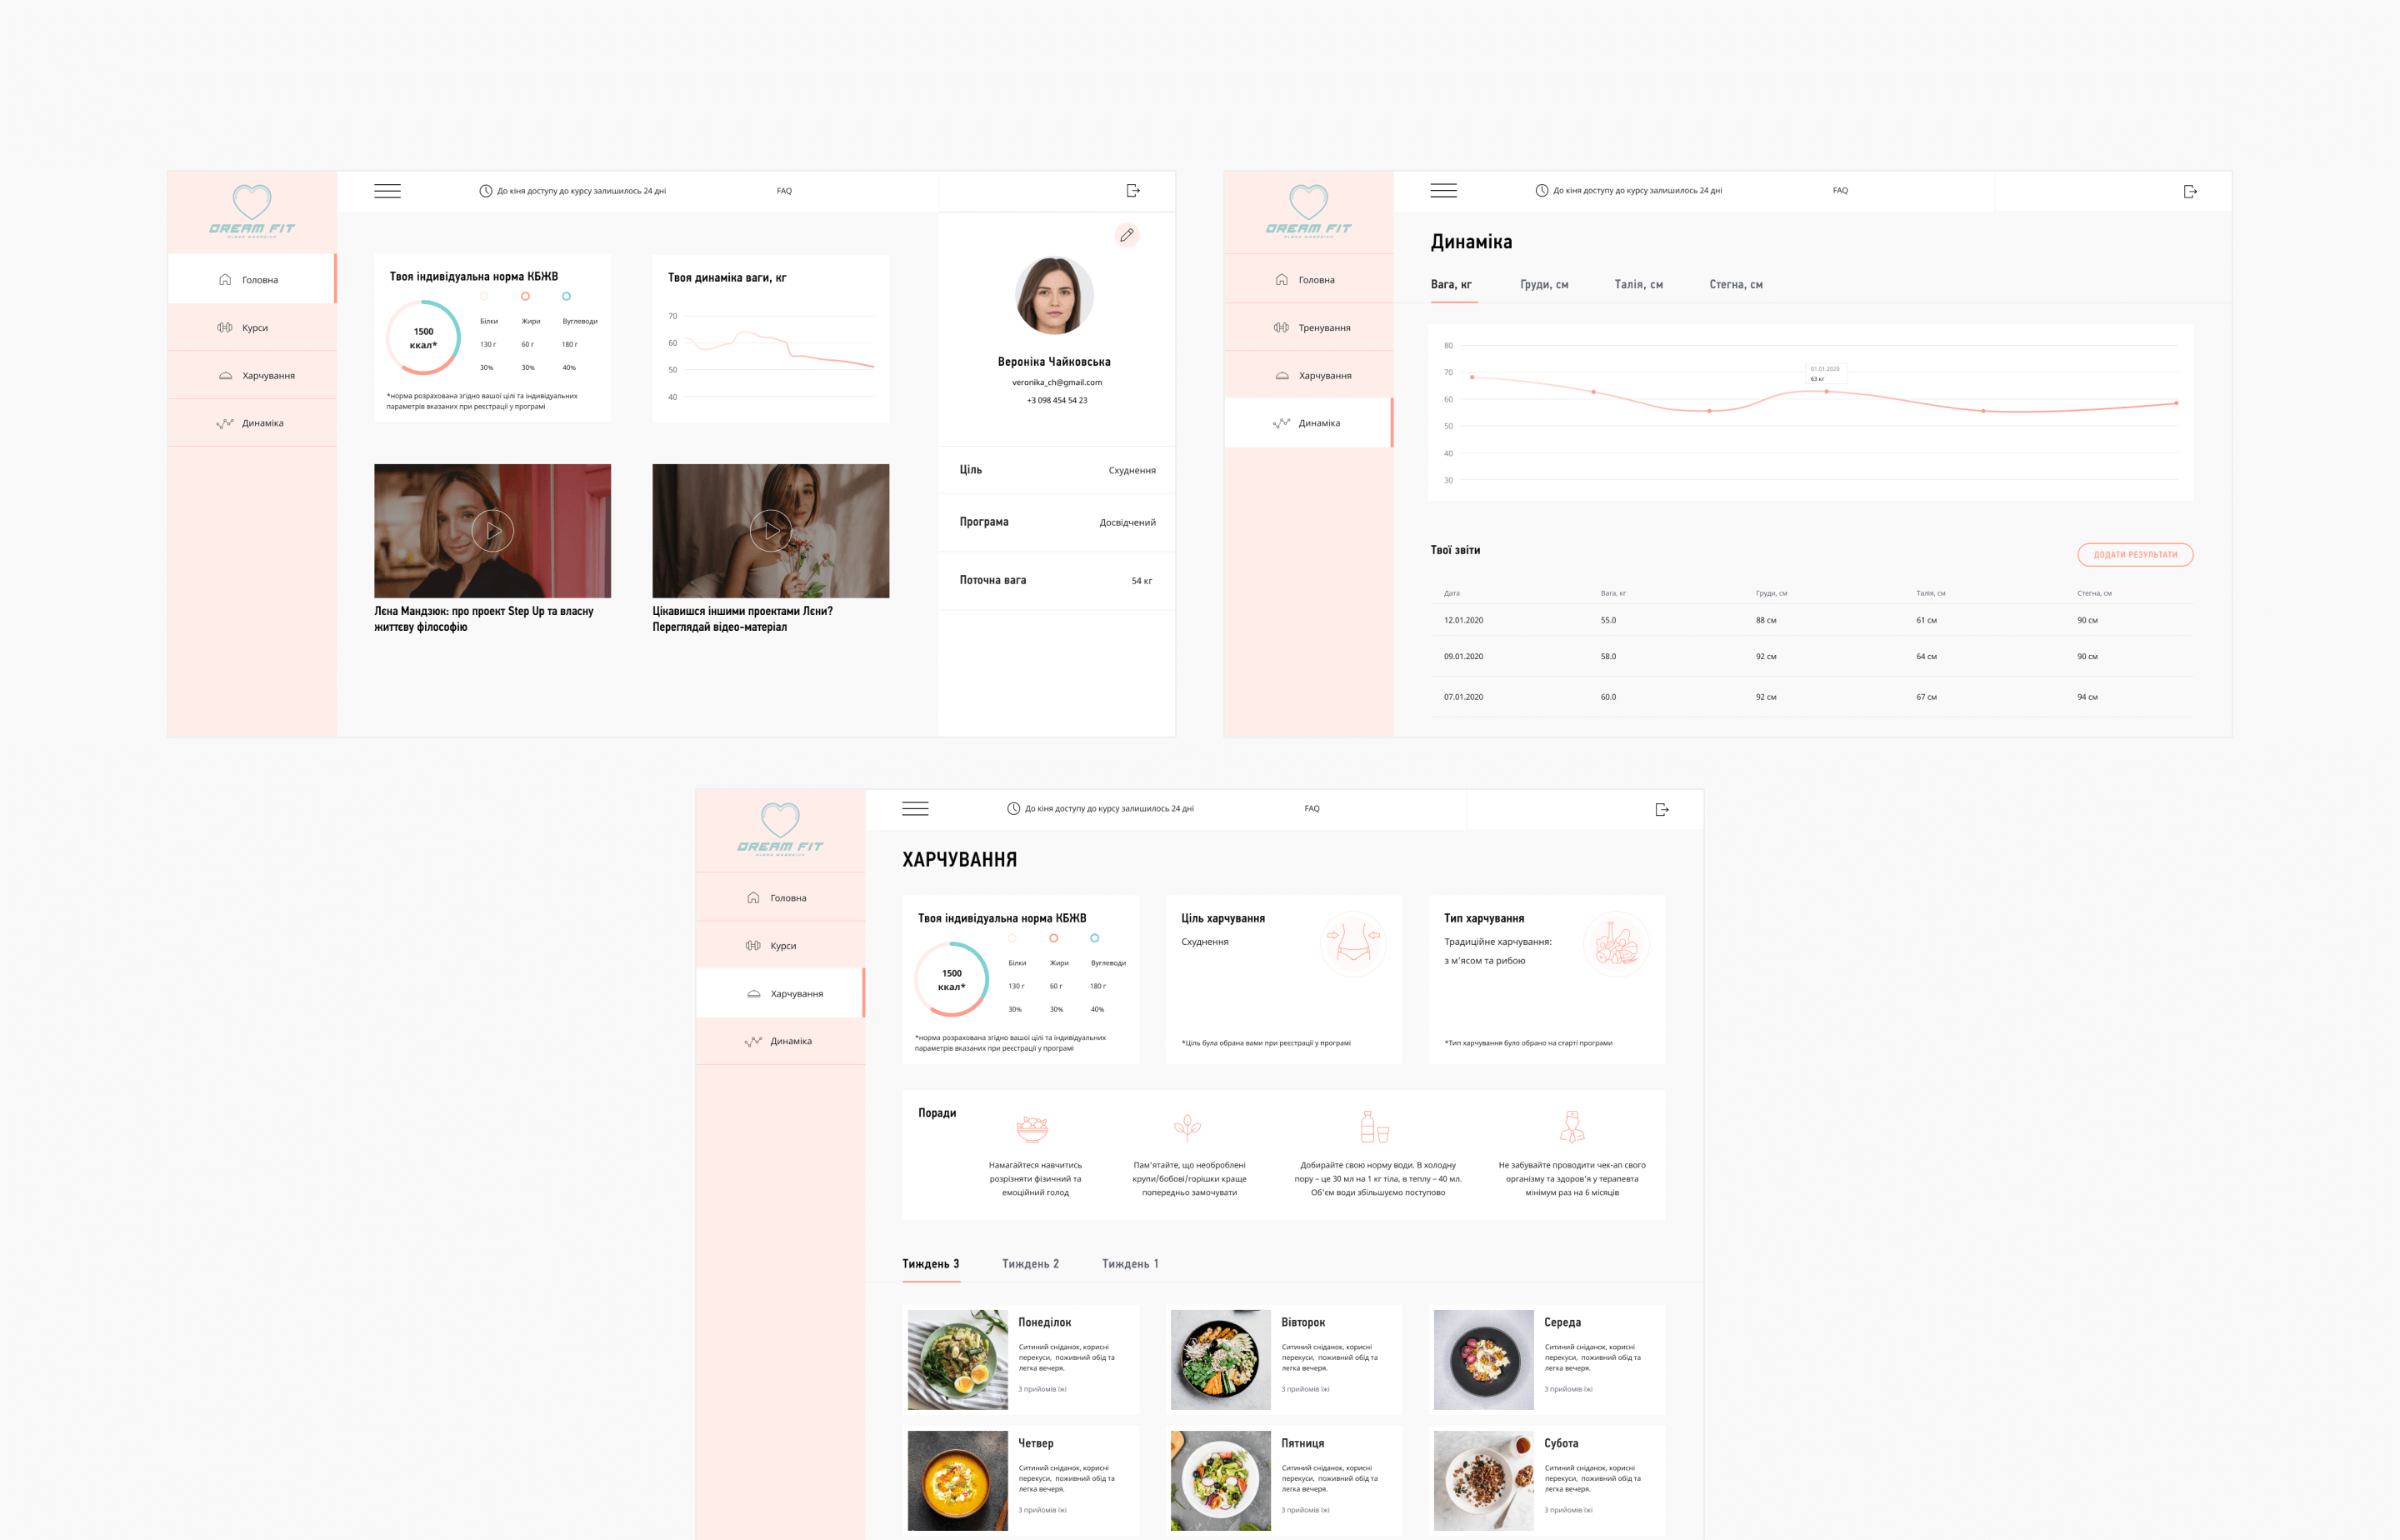 DREAM FIT
До кіня доступу до курсу залишилось 24 дні
FAQ
Головна
Курси
Харчування
Динаміка
Твоя індивідуальна норма КБЖВ
1500
ккал*
Білки
Жири
Вуглеводи
130 г
60 г
180 г
30%
30%
40%
*норма розрахована згідно вашої цілі та індивідуальних
параметрів вказаних при реєстрації у програмі
Твоя динаміка ваги, кг
70
60
50
40
Лєна Мандзюк: про проект Step Up та власну
життєву філософію
Цікавишся іншими проектами Лєни?
Переглядай відео-матеріал
Вероніка Чайковська
veronika_ch@gmail.com
+3 098 454 54 23
Ціль
Схуднення
Програма
Досвідчений
Поточна вага
54 кг
DREAM FIT
До кіня доступу до курсу залишилось 24 дні
FAQ
Головна
Тренування
Харчування
Динаміка
Динаміка
Вага, кг
Груди, см
Талія, см
Стегна, см
80
70
60
50
40
30
01.01.2020
63 кг
Твої звіти
ДОДАТИ РЕЗУЛЬТАТИ
Дата
Вага, кг
Груди, см
Талія, см
Стегна, см
12.01.2020
55.0
88 см
61 см
90 см
09.01.2020
58.0
92 см
64 см
90 см
07.01.2020
60.0
92 см
67 см
94 см
DREAM FIT
До кіня доступу до курсу залишилось 24 дні
FAQ
Головна
Курси
Харчування
Динаміка
ХАРЧУВАННЯ
Твоя індивідуальна норма КБЖВ
1500
ккал*
Білки
Жири
Вуглеводи
130 г
60 г
180 г
30%
30%
40%
*норма розрахована згідно вашої цілі та індивідуальних
параметрів вказаних при реєстрації у програмі
Ціль харчування
Схуднення
*Ціль була обрана вами при реєстрації у програмі
Тип харчування
Традиційне харчування:
з м'ясом та рибою
*Тип харчування було обрано на старті програми
Поради
Намагайтеся навчитись
розрізняти фізичний та
емоційний голод
Пам'ятайте, що необроблені
крупи/бобові/горішки краще
попередньо замочувати
Добирайте свою норму води. В холодну
пору – це 30 мл на 1 кг тіла, в теплу – 40 мл.
Об'єм води збільшуємо поступово
Не забувайте проводити чек-ап свого
організму та здоров'я у терапевта
мінімум раз на 6 місяців
Тиждень 3
Тиждень 2
Тиждень 1
Понеділок
Ситиний сніданок, корисні
перекуси, поживний обід та
легка вечеря.
3 прийомів їжі
Вівторок
Ситиний сніданок, корисні
перекуси, поживний обід та
легка вечеря.
3 прийомів їжі
Середа
Ситиний сніданок, корисні
перекуси, поживний обід та
легка вечеря.
3 прийомів їжі
Четвер
Ситиний сніданок, корисні
перекуси, поживний обід та
легка вечеря.
3 прийомів їжі
Пятниця
Ситиний сніданок, корисні
перекуси, поживний обід та
легка вечеря.
3 прийомів їжі
Субота
Ситиний сніданок, корисні
перекуси, поживний обід та
легка вечеря.
3 прийомів їжі